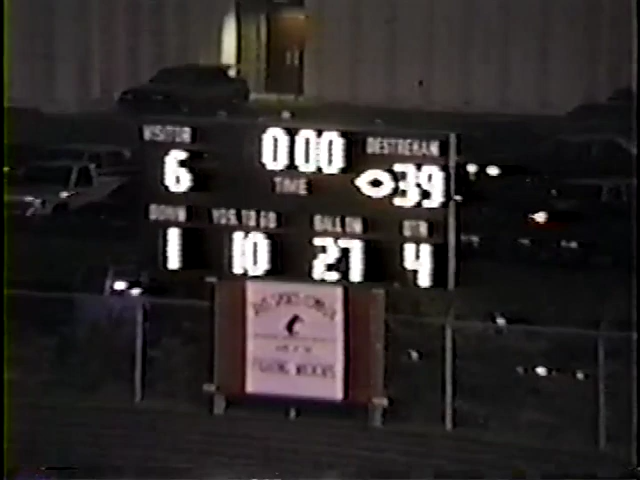 VISITOR 0:00 DESTREHAN
6 TIME 39
DOWN YDS. TO GO BALL ON QTR
1 10 27 4